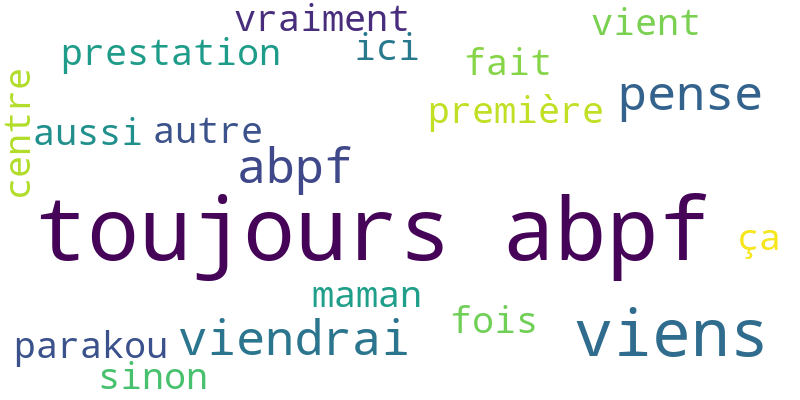 vraiment
vient
prestation
ici
fait
pense
première
centre
aussi
autre
abpf
toujours abpf
ça
maman
fois
viens
parakou
viendrai
sinon